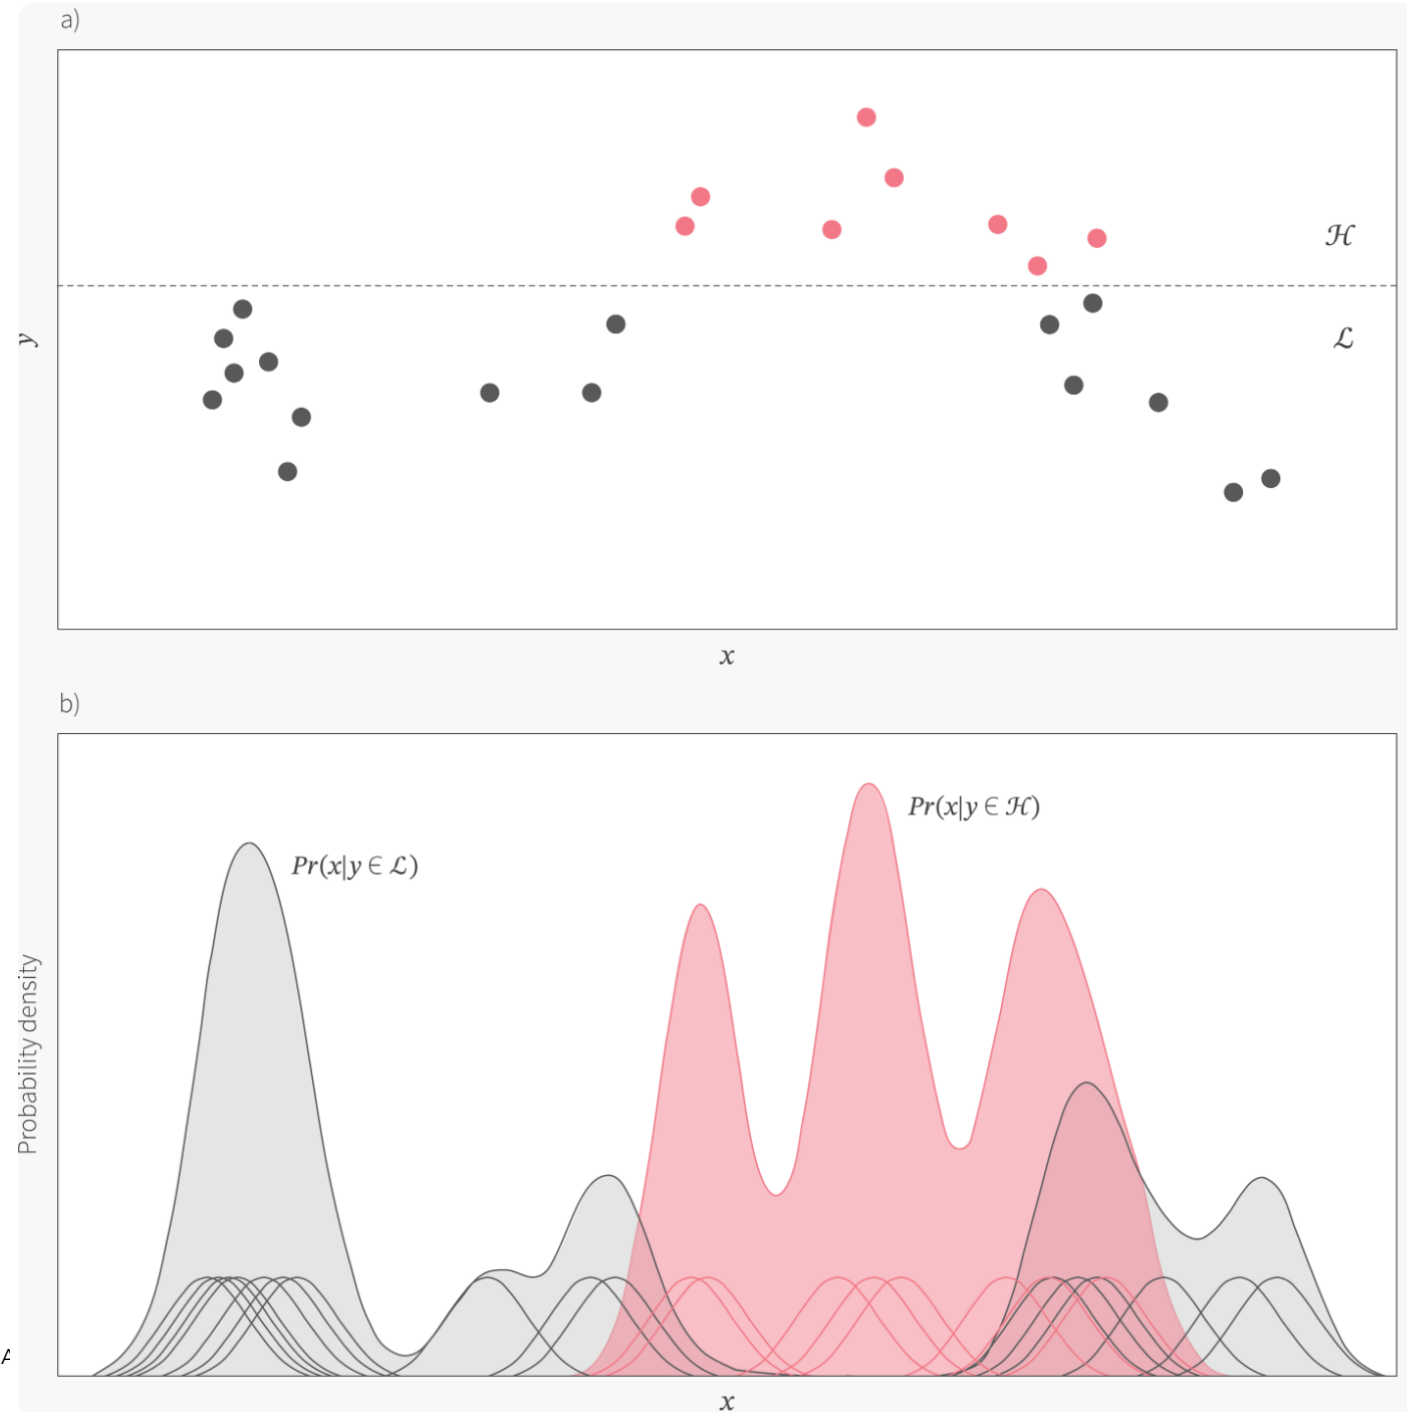 a)
ℋ
ℒ
y
x
b)
Pr(x|y ∈ ℋ)
Pr(x|y ∈ ℒ)
Probability density
A
x